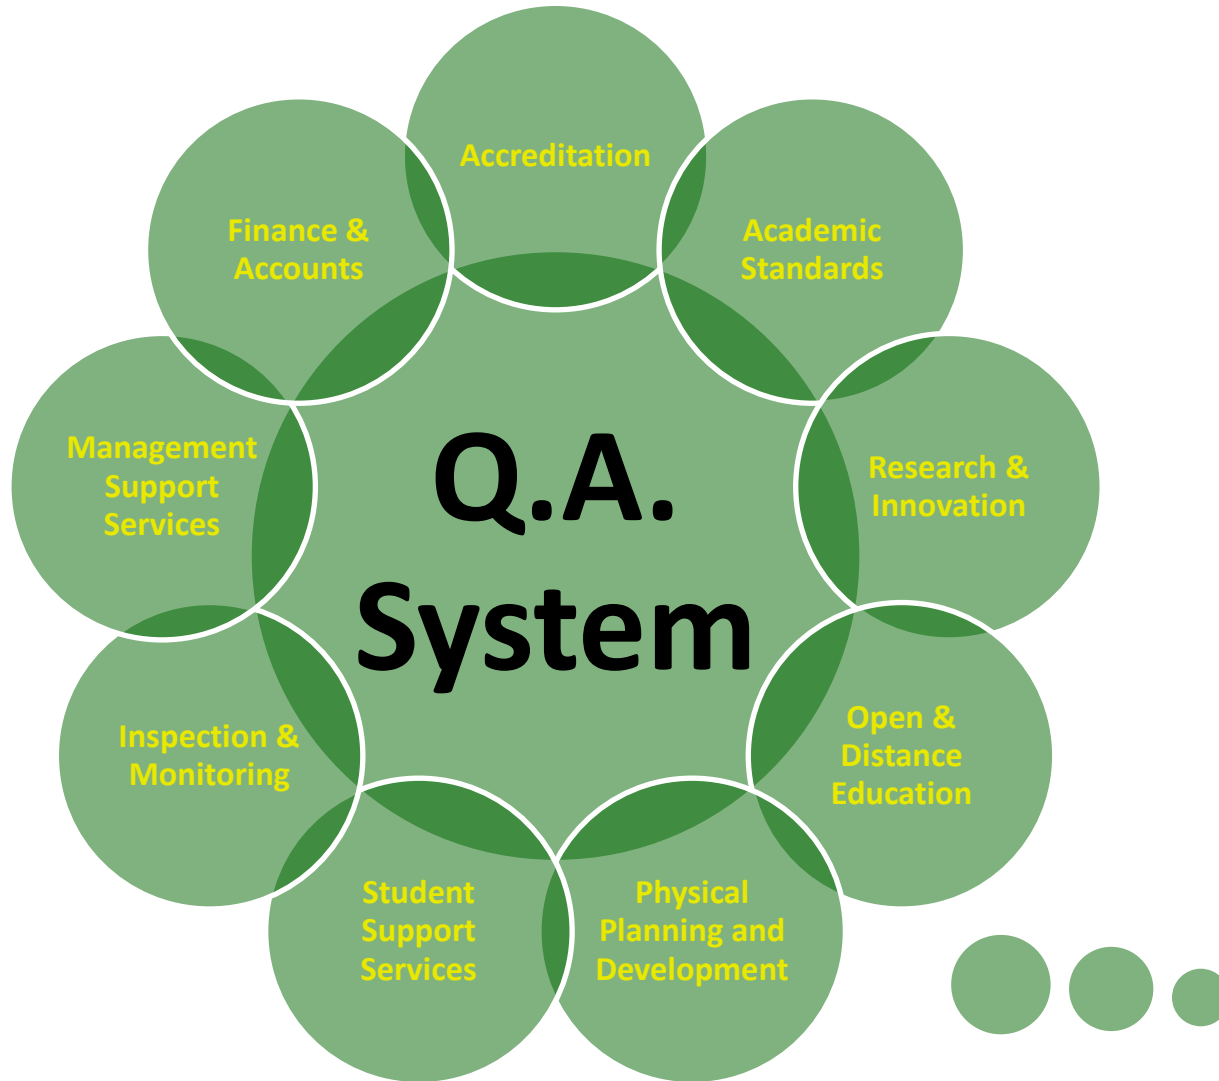 Accreditation
Academic
Standards
Research &
Innovation
Open &
Distance
Education
Physical
Planning and
Development
Student
Support
Services
Inspection &
Monitoring
Management
Support
Services
Finance &
Accounts
Q.A.
System